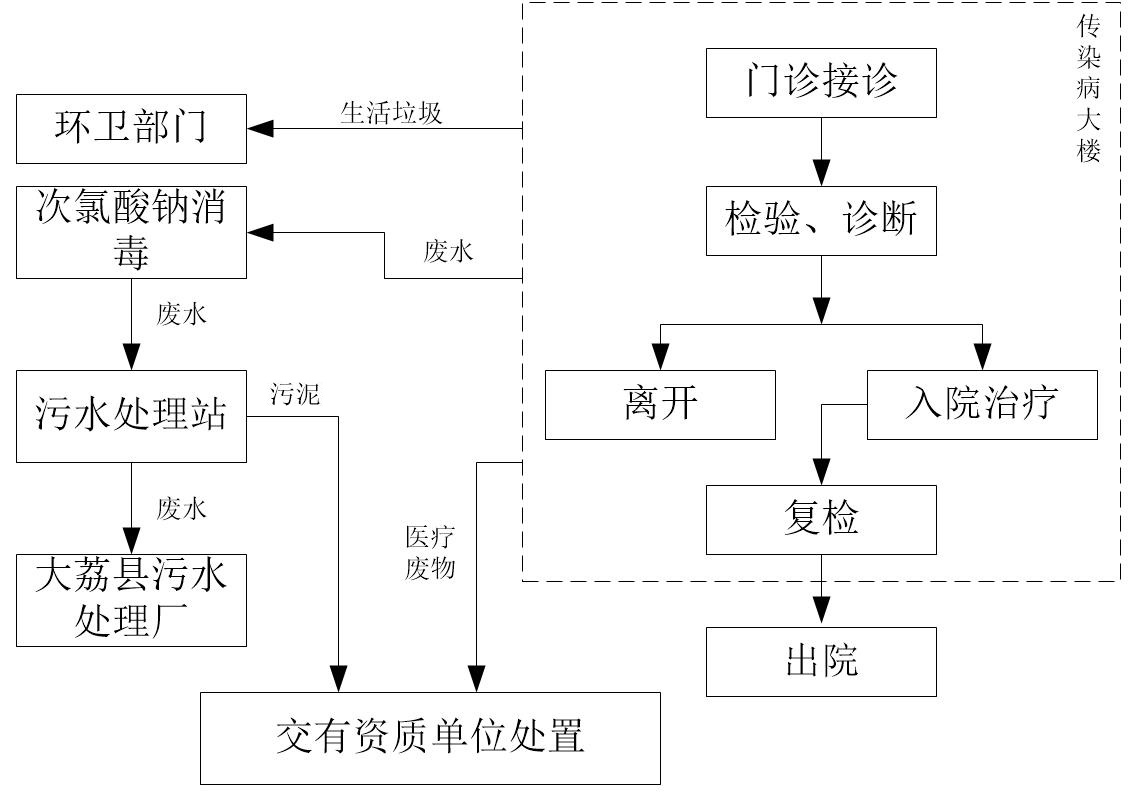 传染病大楼
门诊接诊
生活垃圾
环卫部门
次氯酸钠消
毒
检验、诊断
废水
废水
离开
入院治疗
污泥
污水处理站
废水
复检
医疗
废物
大荔县污水
处理厂
出院
交有资质单位处置